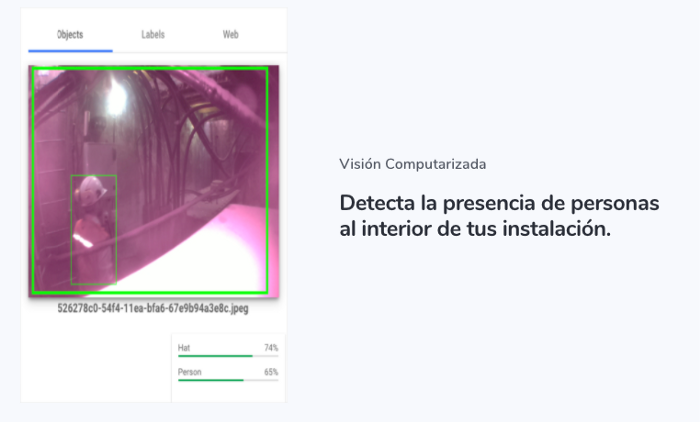 Objects Labels Web
526278c0-54f4-11ea-bfa6-67e9b94a3e8c.jpeg
Hat 74%
Person 65%
Visión Computarizada
Detecta la presencia de personas
al interior de tus instalación.